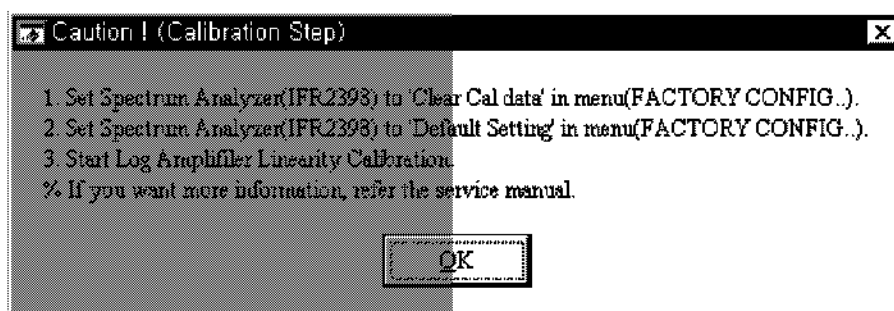 Caution ! (Calibration Step)
1. Set Spectrum Analyzer(IFR2398) to 'Clear Cal data' in menu(FACTORY CONFIG..).
2. Set Spectrum Analyzer(IFR2398) to 'Default Setting' in menu(FACTORY CONFIG..).
3. Start Log Amplifiler Linearity Calibration.
% If you want more information, refer the service manual.
OK